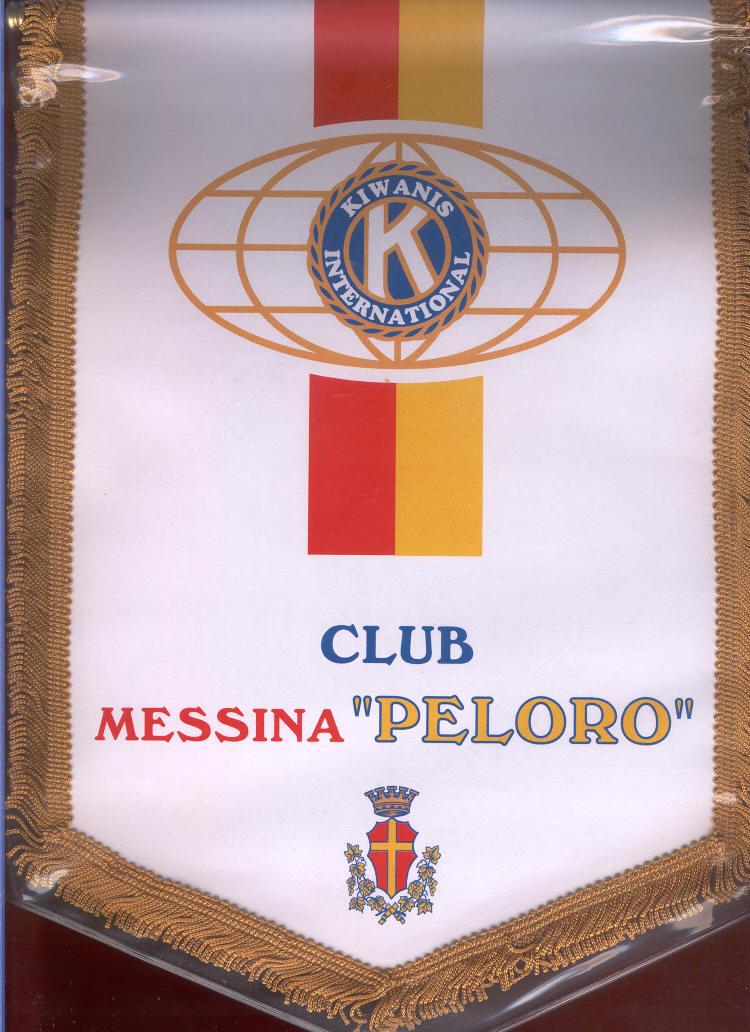 KIWANIS
K
INTERNATIONAL
CLUB
MESSINA "PELORO"